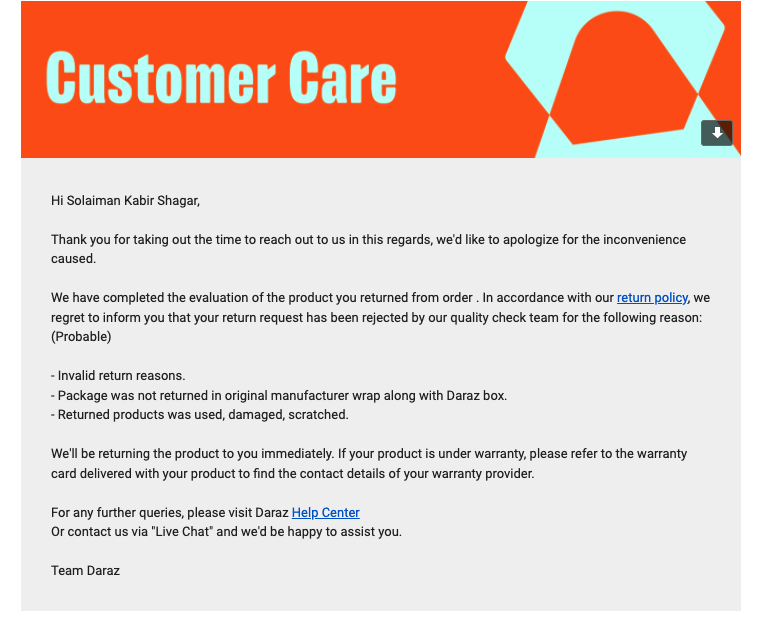 Customer Care
Hi Solaiman Kabir Shagar,
Thank you for taking out the time to reach out to us in this regards, we'd like to apologize for the inconvenience
caused.
We have completed the evaluation of the product you returned from order . In accordance with our return policy, we
regret to inform you that your return request has been rejected by our quality check team for the following reason:
(Probable)
- Invalid return reasons.
- Package was not returned in original manufacturer wrap along with Daraz box.
- Returned products was used, damaged, scratched.
We'll be returning the product to you immediately. If your product is under warranty, please refer to the warranty
card delivered with your product to find the contact details of your warranty provider.
For any further queries, please visit Daraz Help Center
Or contact us via "Live Chat" and we'd be happy to assist you.
Team Daraz